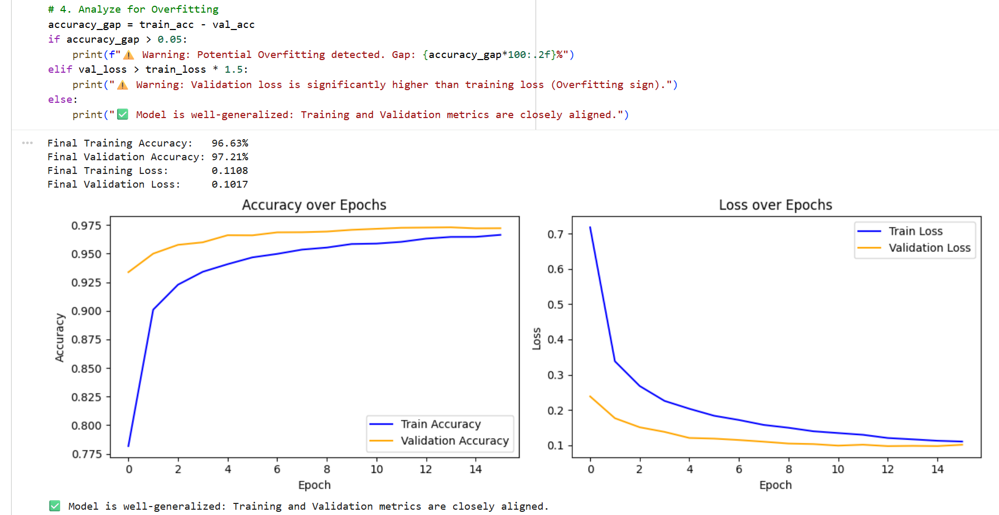 # 4. Analyze for Overfitting
accuracy_gap = train_acc - val_acc
if accuracy_gap > 0.05:
    print(f"⚠️ Warning: Potential Overfitting detected. Gap: {accuracy_gap*100:.2f}%")
elif val_loss > train_loss * 1.5:
    print("⚠️ Warning: Validation loss is significantly higher than training loss (Overfitting sign).")
else:
    print("✅ Model is well-generalized: Training and Validation metrics are closely aligned.")
Final Training Accuracy:   96.63%
Final Validation Accuracy: 97.21%
Final Training Loss:       0.1108
Final Validation Loss:     0.1017
Accuracy over Epochs
0.975
0.950
0.925
0.900
0.875
0.850
0.825
0.800
0.775
Accuracy
Train Accuracy
Validation Accuracy
0 2 4 6 8 10 12 14
Epoch
Loss over Epochs
0.7
0.6
0.5
0.4
0.3
0.2
0.1
Loss
Train Loss
Validation Loss
0 2 4 6 8 10 12 14
Epoch
✅ Model is well-generalized: Training and Validation metrics are closely aligned.